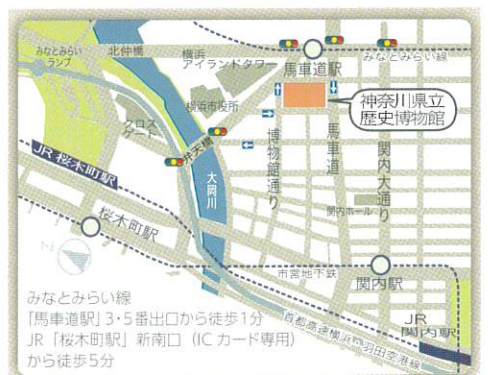 みなとみらい
ランプ
北仲橋
横浜
アイランドタワー
馬車道駅
みなとみらい線
横浜市役所
神奈川県立
歴史博物館
クロス
ゲート
弁天橋
JR 桜木町駅
大岡川
博物館通り
馬車道
関内大通り
関内ホール
桜木町駅
N
市営地下鉄
関内駅
みなとみらい線
「馬車道駅」3・5番出口から徒歩1分
JR「桜木町駅」新南口(ICカード専用)
から徒歩5分
首都高速横浜羽田空港線
JR
関内駅